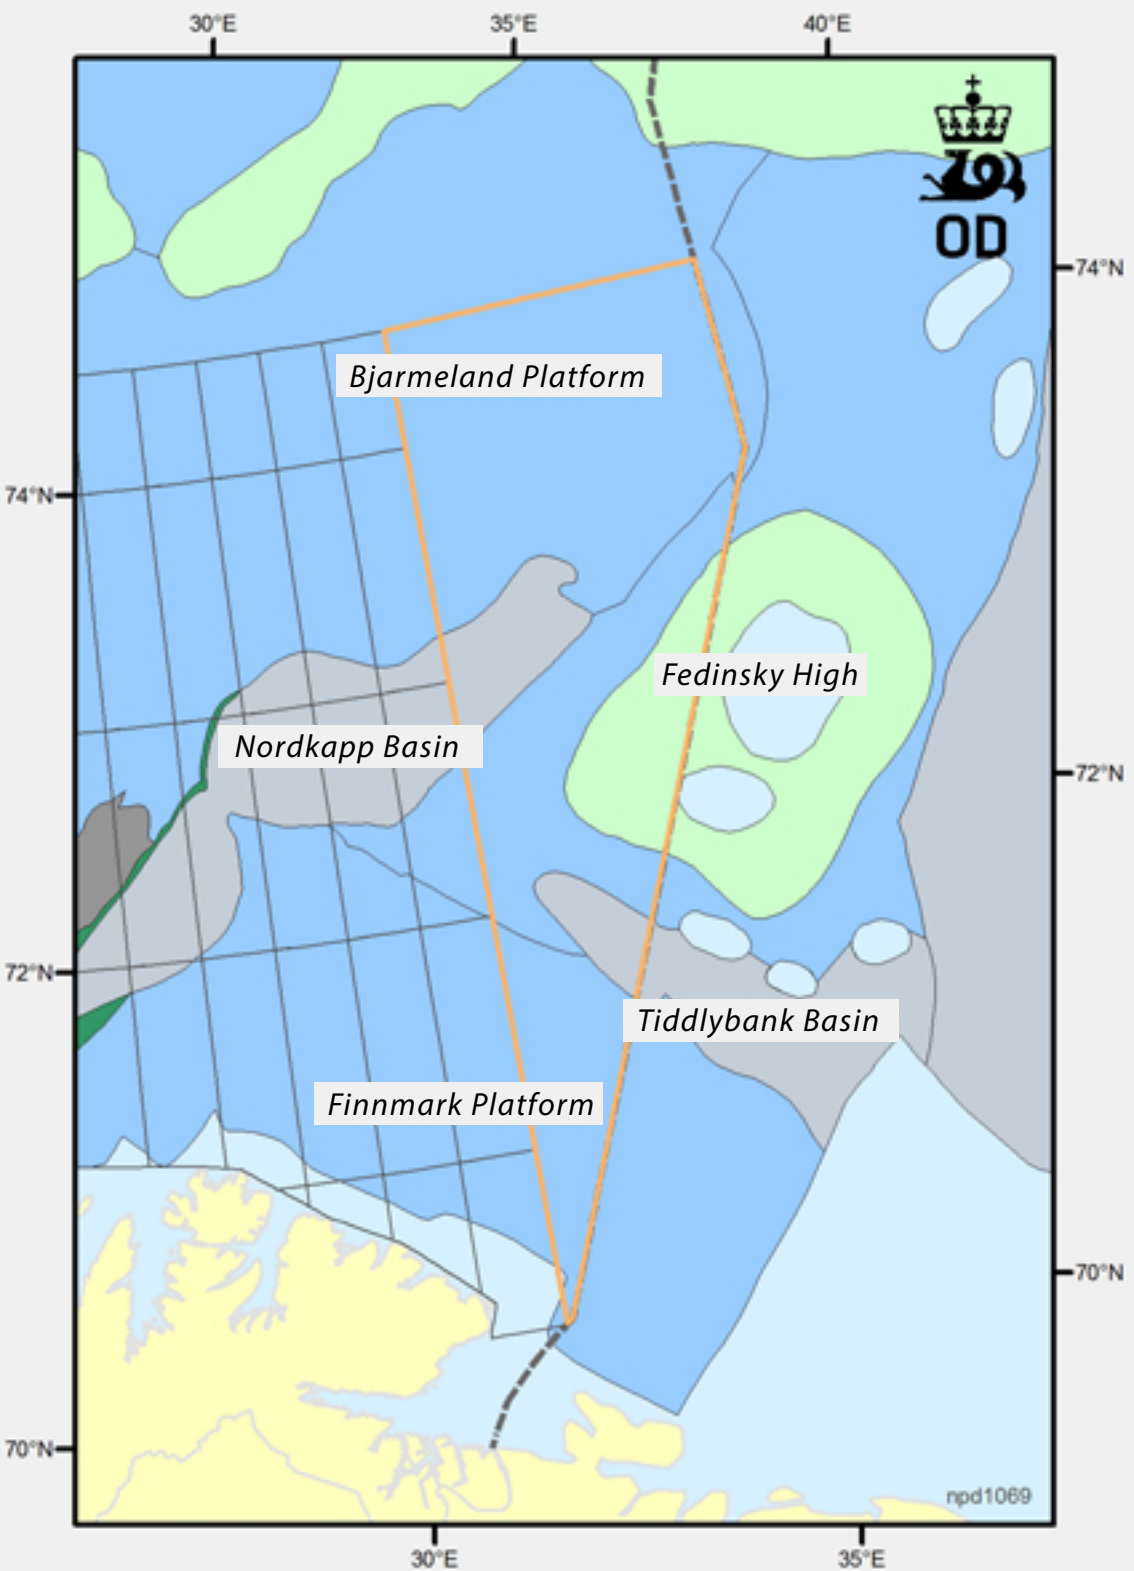 30°E 35°E 40°E
OD
74°N
Bjarmeland Platform
74°N
Fedinsky High
Nordkapp Basin
72°N
72°N
Tiddlybank Basin
Finnmark Platform
70°N
70°N
npd1069
30°E 35°E